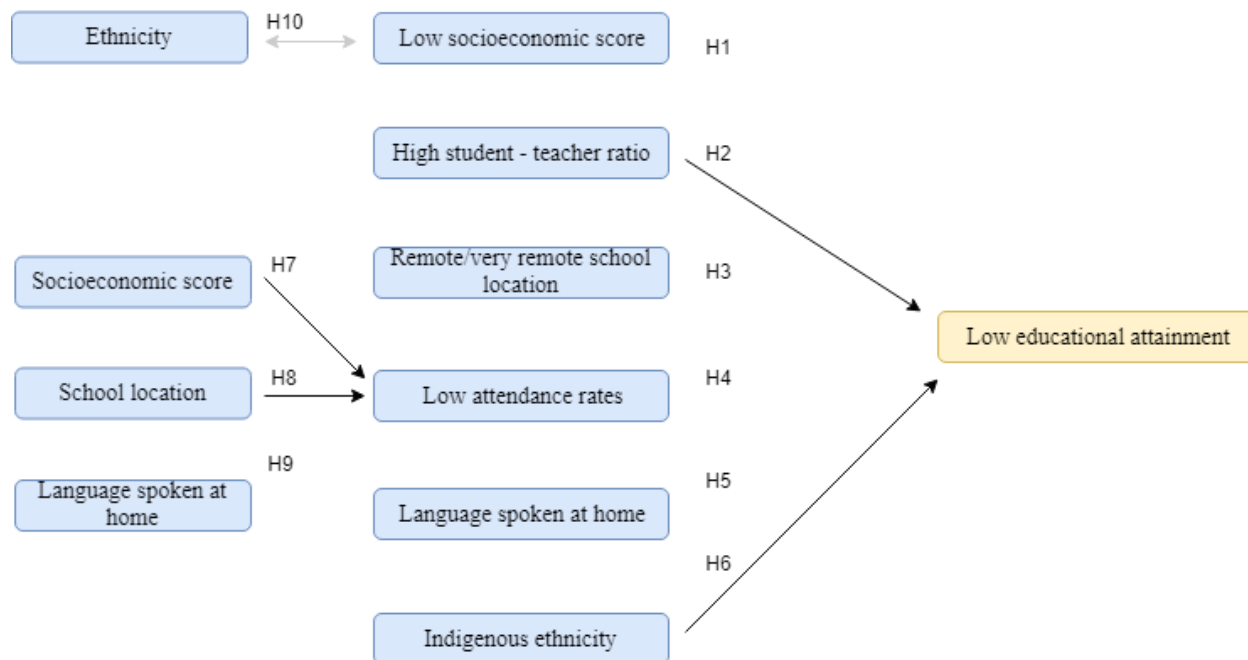 Ethnicity
H10
Low socioeconomic score
H1
High student - teacher ratio
H2
Remote/very remote school
location
H3
Socioeconomic score
H7
Low educational attainment
School location
H8
Low attendance rates
H4
Language spoken at
home
H9
Language spoken at home
H5
Indigenous ethnicity
H6